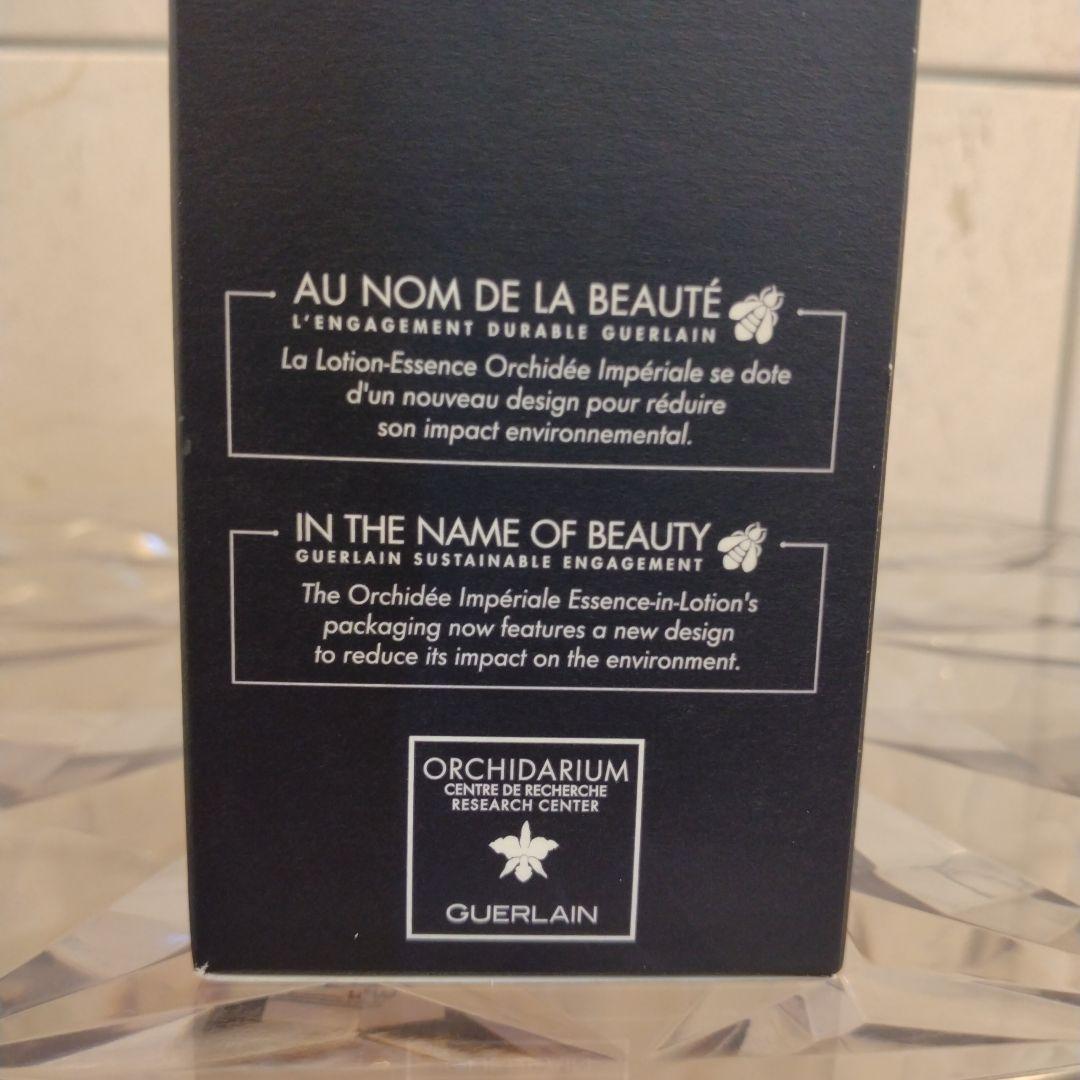 AU NOM DE LA BEAUTÉ
L'ENGAGEMENT DURABLE GUERLAIN
La Lotion-Essence Orchidée Impériale se dote
d'un nouveau design pour réduire
son impact environnemental.
IN THE NAME OF BEAUTY
GUERLAIN SUSTAINABLE ENGAGEMENT
The Orchidée Impériale Essence-in-Lotion's
packaging now features a new design
to reduce its impact on the environment.
ORCHIDARIUM
CENTRE DE RECHERCHE
RESEARCH CENTER
GUERLAIN